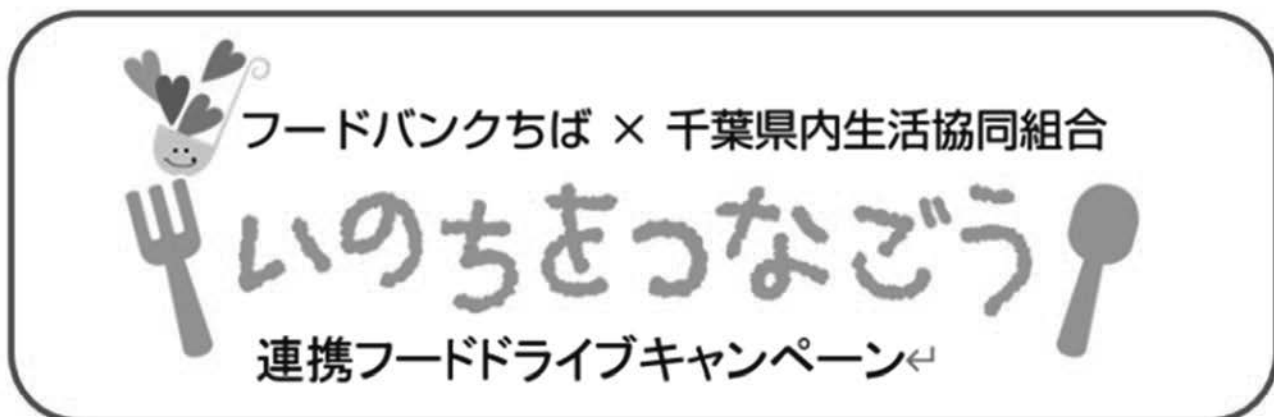 フードバンクちば × 千葉県内生活協同組合
いのちをつなごう
連携フードドライブキャンペーン↵